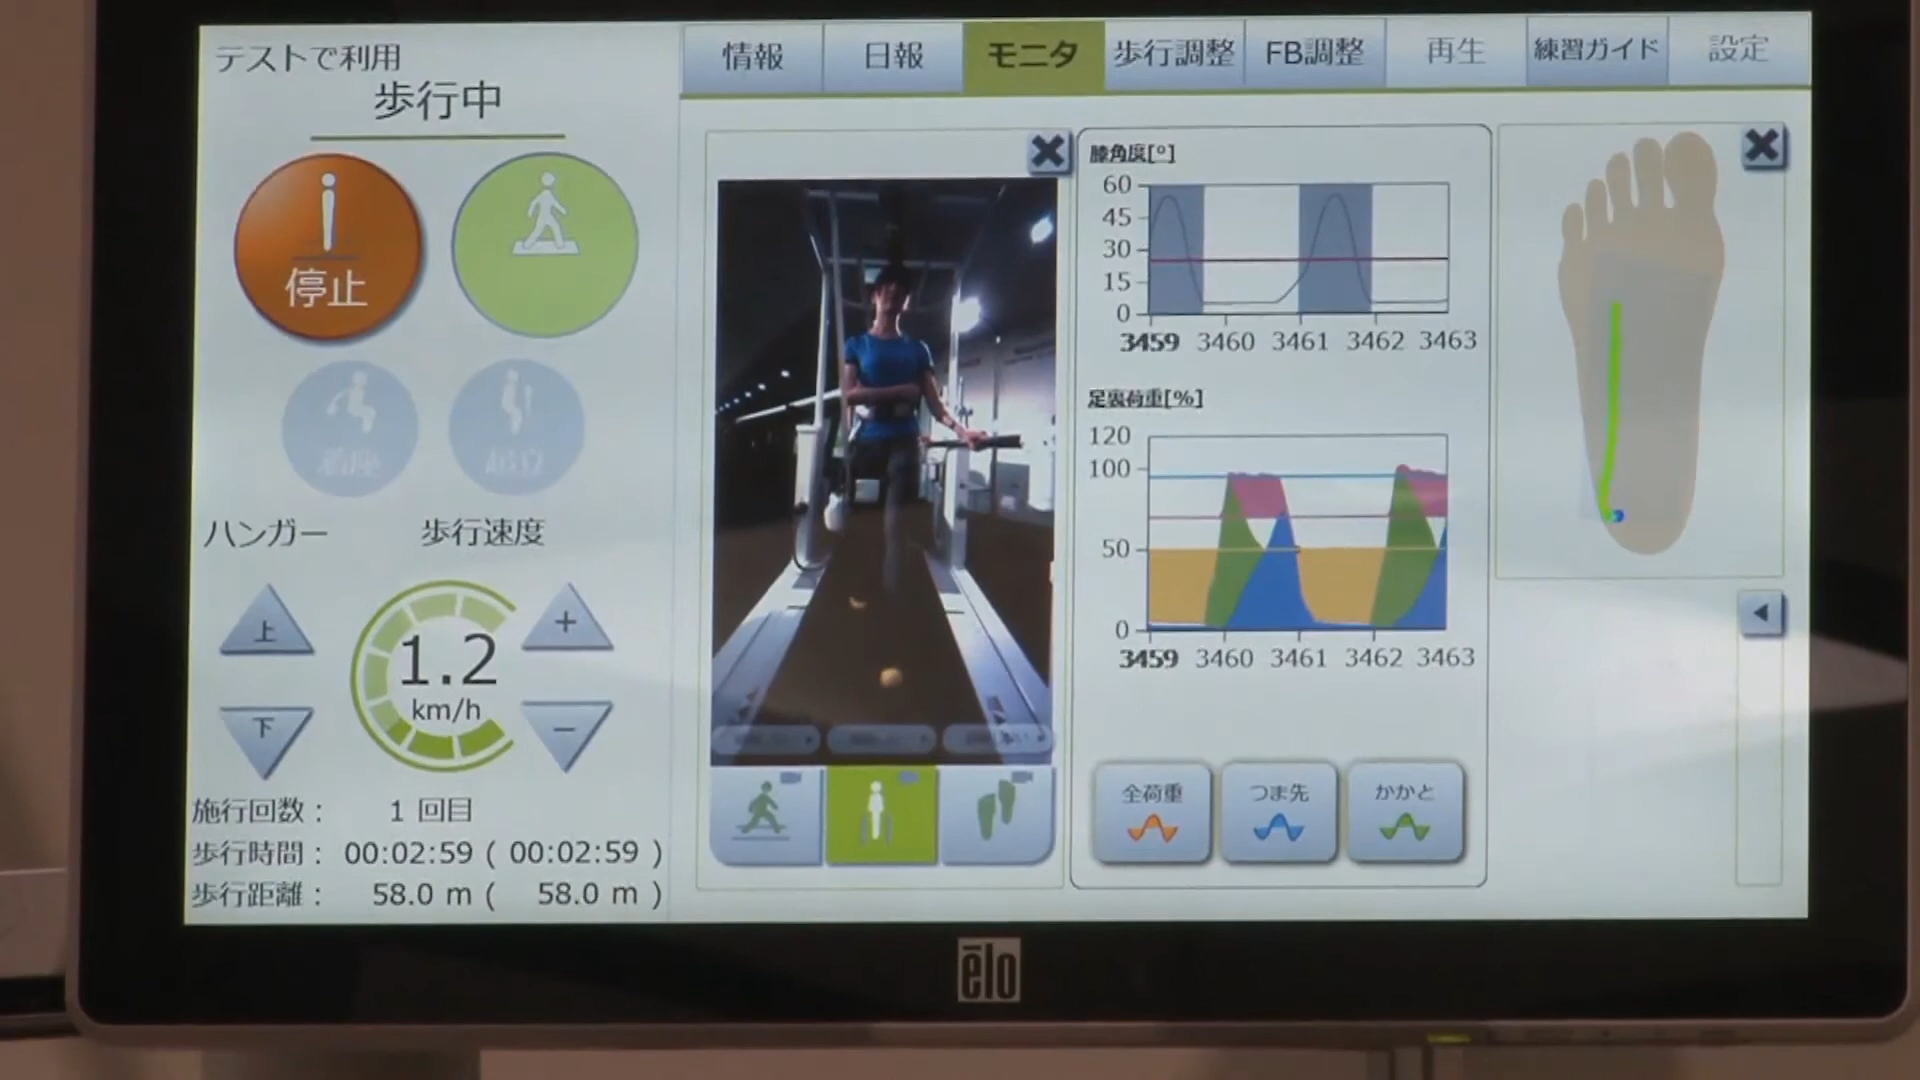 テストで利用
歩行中
停止
着座
起立
ハンガー
歩行速度
上
下
1.2
km/h
+
−
施行回数： 1 回目
歩行時間： 00:02:59 ( 00:02:59 )
歩行距離： 58.0 m ( 58.0 m )
情報
日報
モニタ
歩行調整
FB調整
再生
練習ガイド
設定
膝角度[°]
60
45
30
15
0
3459 3460 3461 3462 3463
足裏荷重[%]
120
100
50
0
3459 3460 3461 3462 3463
全荷重
つま先
かかと
elo